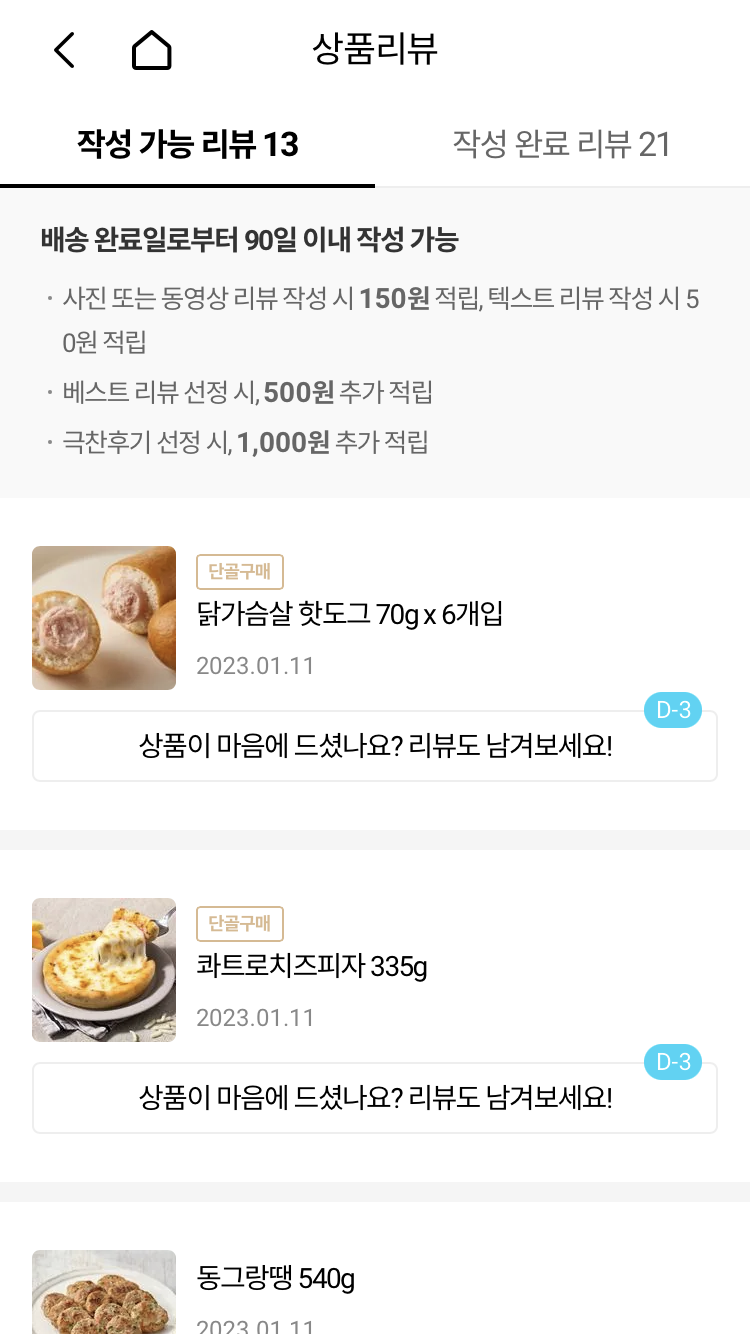 상품리뷰
작성 가능 리뷰 13
작성 완료 리뷰 21
배송 완료일로부터 90일 이내 작성 가능
· 사진 또는 동영상 리뷰 작성 시 150원 적립, 텍스트 리뷰 작성 시 5
0원 적립
· 베스트 리뷰 선정 시, 500원 추가 적립
· 극찬후기 선정 시, 1,000원 추가 적립
단골구매
닭가슴살 핫도그 70g x 6개입
2023.01.11
D-3
상품이 마음에 드셨나요? 리뷰도 남겨보세요!
단골구매
콰트로치즈피자 335g
2023.01.11
D-3
상품이 마음에 드셨나요? 리뷰도 남겨보세요!
동그랑땡 540g
2023.01.11